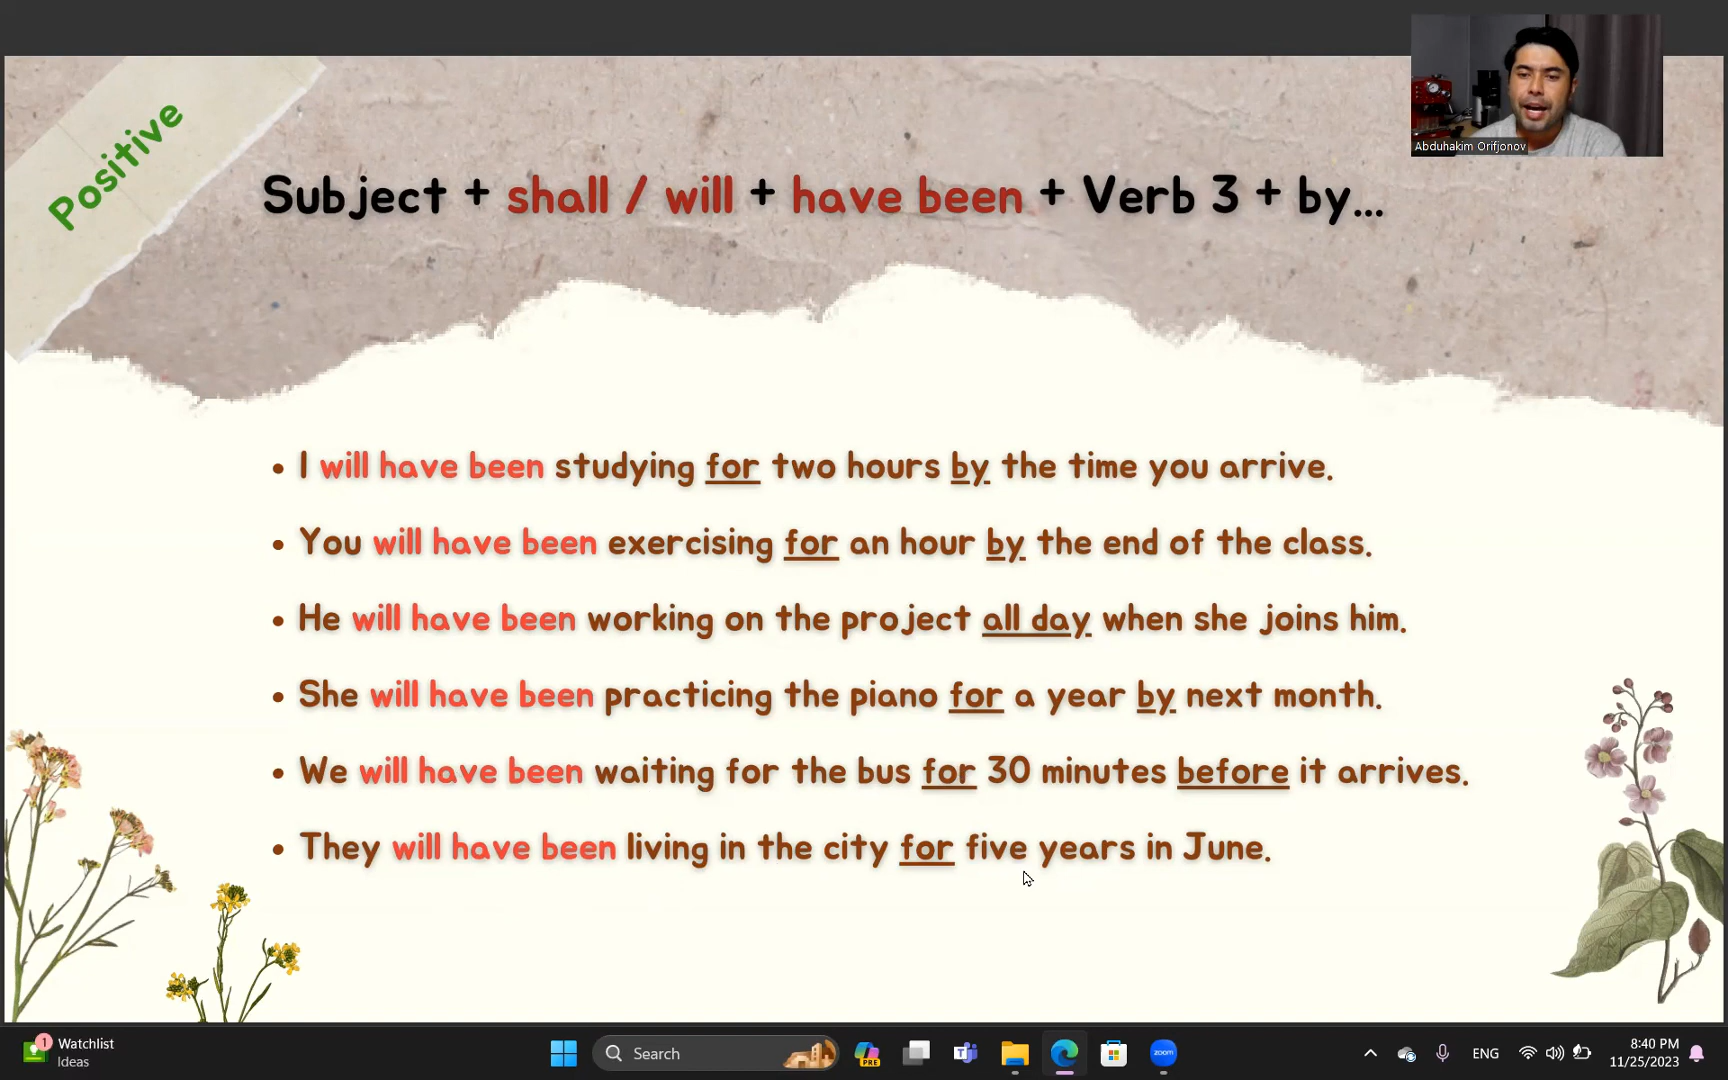 Abduhakim Orifjonov
Positive
Subject + shall / will + have been + Verb 3 + by...
• I will have been studying for two hours by the time you arrive.
• You will have been exercising for an hour by the end of the class.
• He will have been working on the project all day when she joins him.
• She will have been practicing the piano for a year by next month.
• We will have been waiting for the bus for 30 minutes before it arrives.
• They will have been living in the city for five years in June.
1
Watchlist
Ideas
Search
PRE
zoom
ENG
8:40 PM
11/25/2023